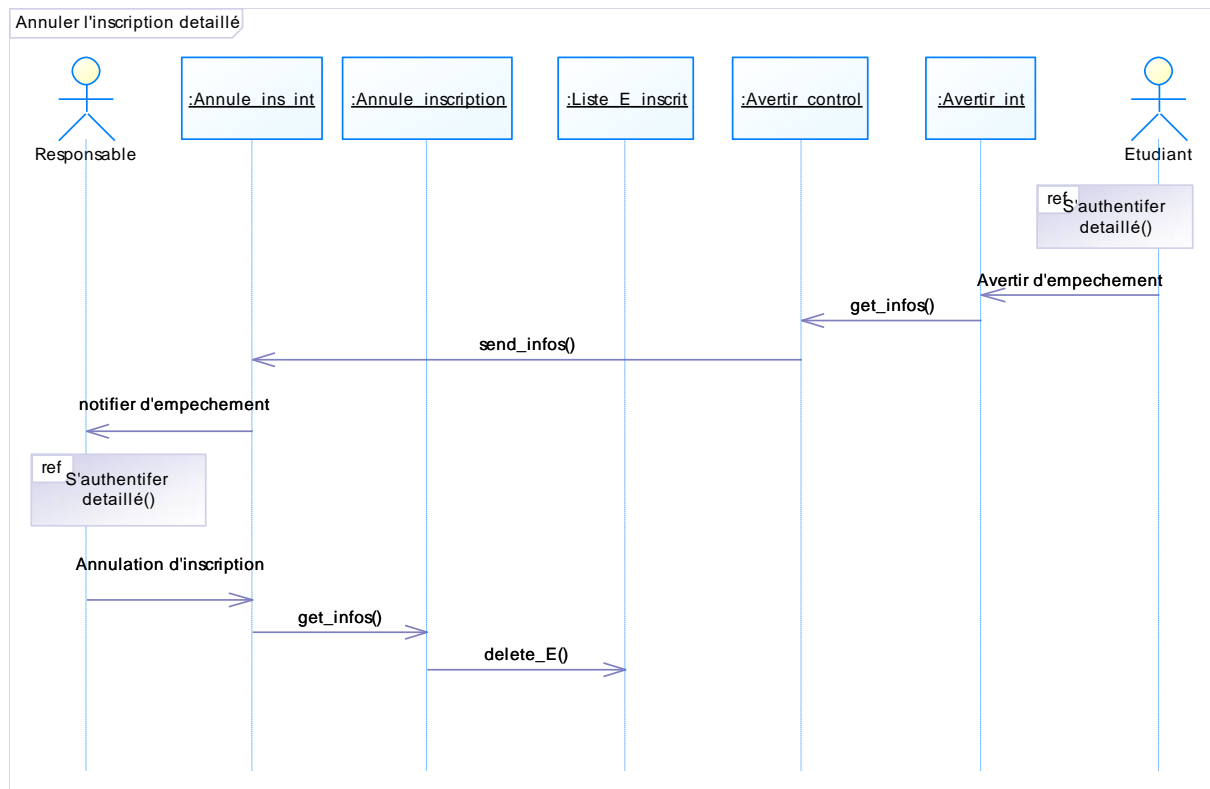 Annuler l'inscription detaillé
:Annule_ins_int
:Annule_inscription
:Liste_E_inscrit
:Avertir_control
:Avertir_int
Responsable
Etudiant
ref
S'authentifer
detaillé()
Avertir d'empechement
get_infos()
send_infos()
notifier d'empechement
ref
S'authentifer
detaillé()
Annulation d'inscription
get_infos()
delete_E()